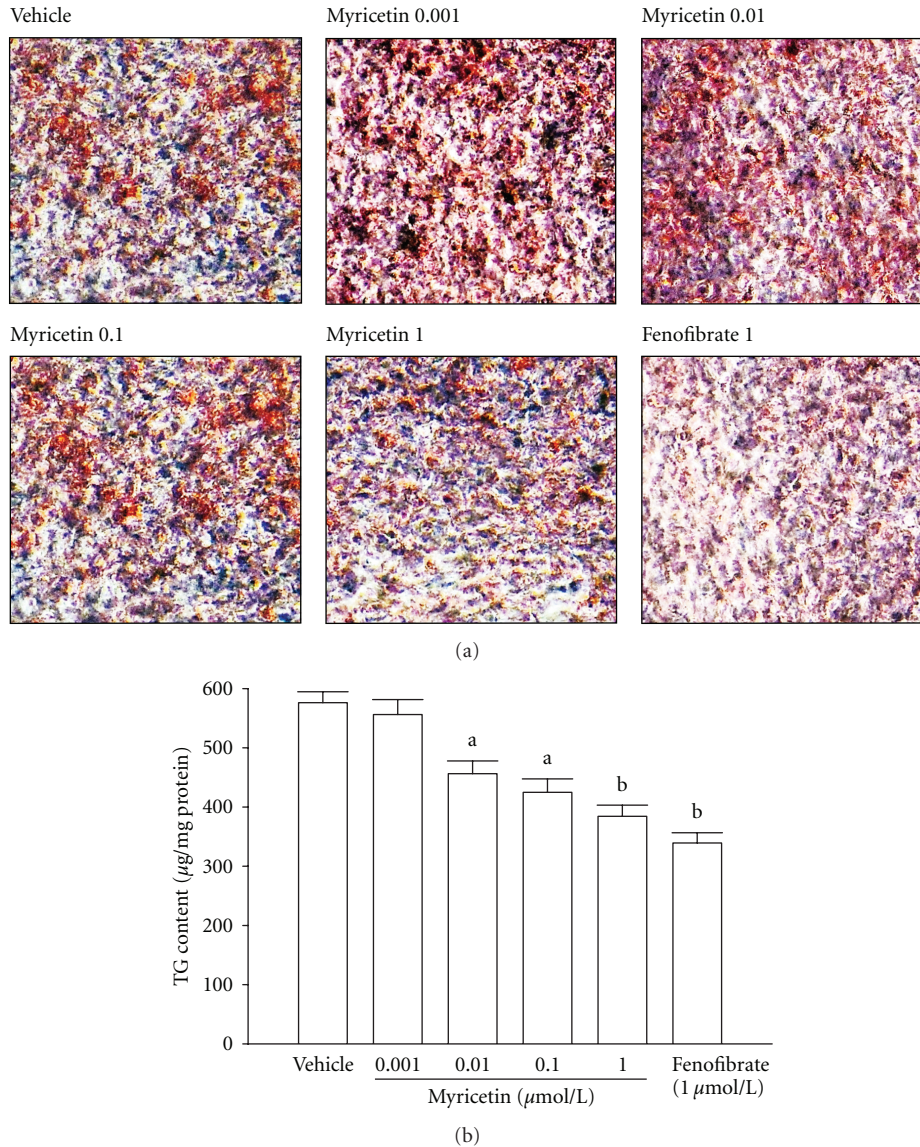 Vehicle
Myricetin 0.001
Myricetin 0.01
Myricetin 0.1
Myricetin 1
Fenofibrate 1
(a)
TG content (µg/mg protein)
600
500
400
300
200
100
0
a
a
b
b
Vehicle
0.001
0.01
0.1
1
Fenofibrate
(1 µmol/L)
Myricetin (µmol/L)
(b)